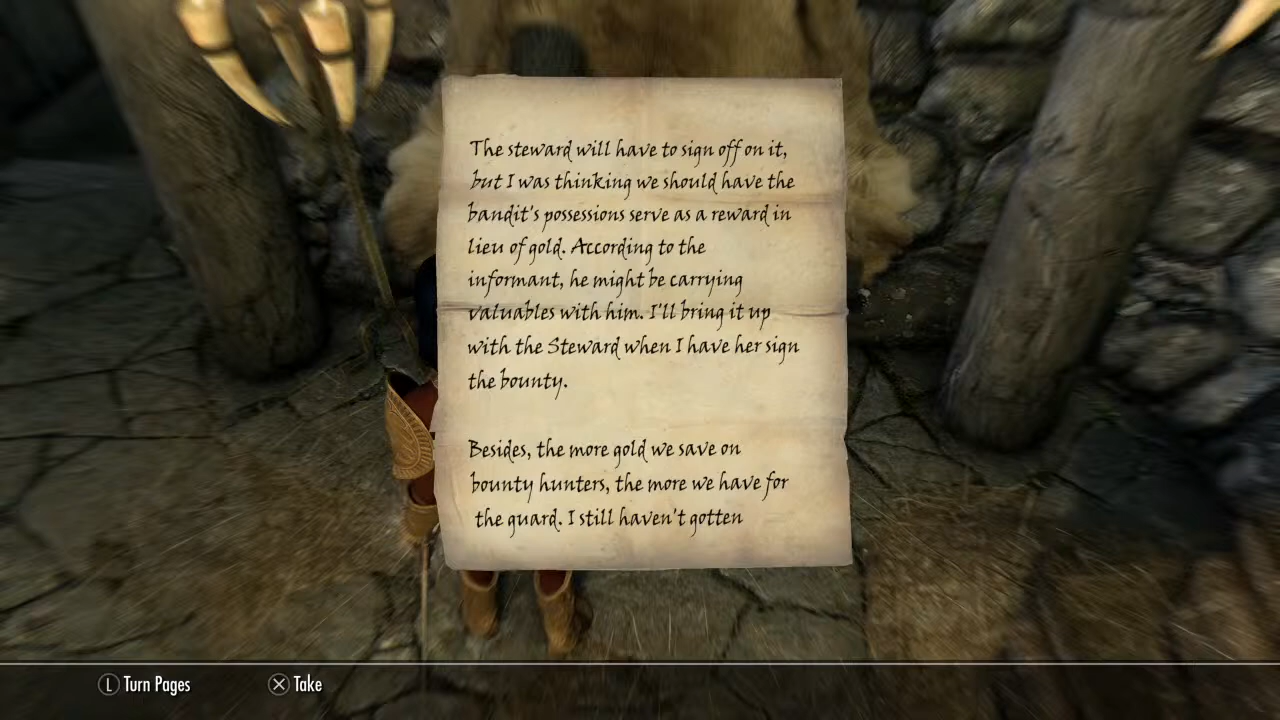 The steward will have to sign off on it,
but I was thinking we should have the
bandit's possessions serve as a reward in
lieu of gold. According to the
informant, he might be carrying
valuables with him. I'll bring it up
with the Steward when I have her sign
the bounty.
Besides, the more gold we save on
bounty hunters, the more we have for
the guard. I still haven't gotten
L Turn Pages X Take